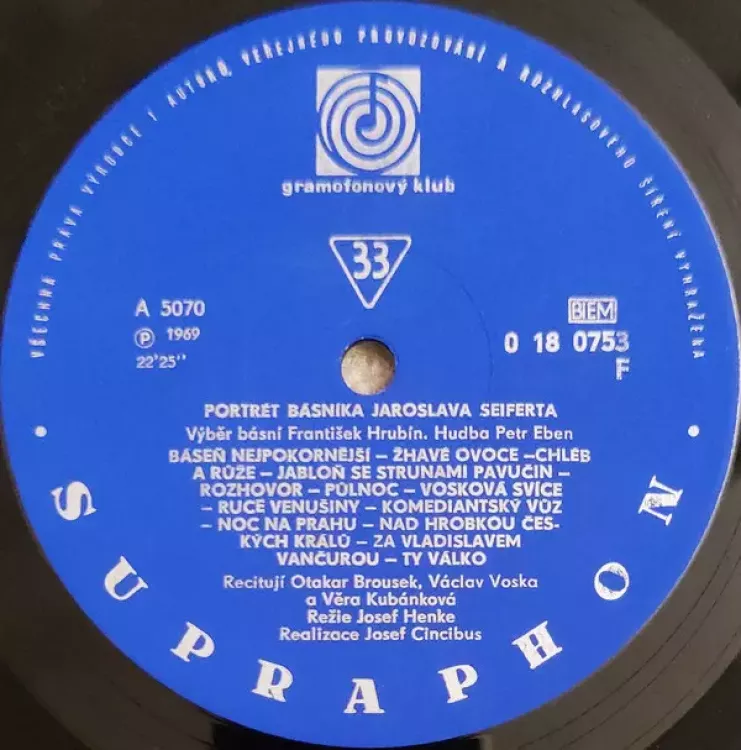 VŠECHNA PRÁVA VÝROBCE I AUTORŮ, VEŘEJNÉHO PROVOZOVÁNÍ A ROZHLASOVÉHO ŠÍŘENÍ VYHRAŽENA
gramofonový klub
33
A 5070
℗ 1969
22'25''
BIEM
0 18 0753
F
PORTRÉT BÁSNÍKA JAROSLAVA SEIFERTA
Výběr básní František Hrubín. Hudba Petr Eben
BÁSEŇ NEJPOKORNĚJŠÍ – ŽHAVÉ OVOCE –CHLÉB
A RŮŽE – JABLOŇ SE STRUNAMI PAVUČIN –
ROZHOVOR – PŮLNOC – VOSKOVÁ SVÍCE
– RUCE VENUŠINY – KOMEDIANTSKÝ VŮZ
– NOC NA PRAHU – NAD HROBKOU ČES-
KÝCH KRÁLŮ – ZA VLADISLAVEM
VANČUROU – TY VÁLKO
Recitují Otakar Brousek, Václav Voska
a Věra Kubánková
Režie Josef Henke
Realizace Josef Cincibus
• SUPRAPHON •